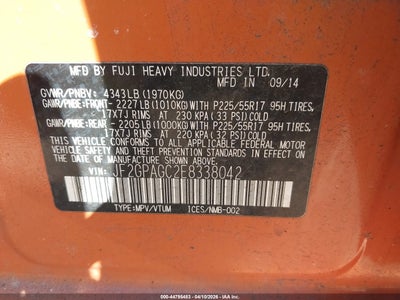 MFD. BY FUJI HEAVY INDUSTRIES LTD.
09/14
GVWR/PNBV: 4343LB (1970KG)
GAWR/PNBE:FRONT- 2227LB (1010KG) WITH P225/55R17 95H TIRES,
17X7J RIMS AT 230 KPA (33 PSI) COLD
GAWR/PNBE:REAR - 2205LB (1000KG) WITH P225/55R17 95H TIRES,
17X7J RIMS AT 220 KPA (32 PSI) COLD
THIS VEHICLE CONFORMS TO ALL APPLICABLE FEDERAL MOTOR
VEHICLE SAFETY, BUMPER, AND THEFT PREVENTION STANDARDS
IN EFFECT ON THE DATE OF MANUFACTURE SHOWN ABOVE.
VIN: JF2GPAGC2E8338042
TYPE:MPV/VTUM ICES/NMB-002
000-44795483 - 04/10/2026 - IAA Holdings, LLC